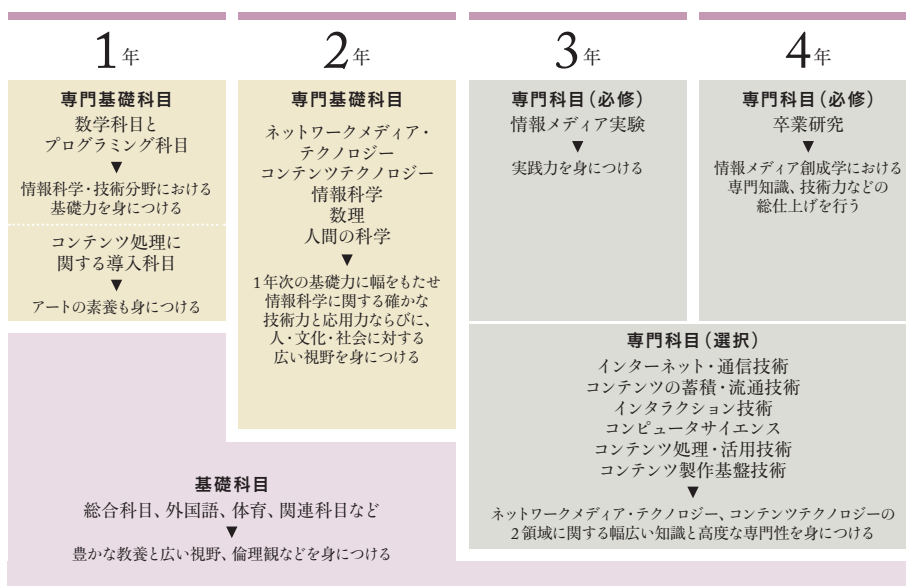 1年
専門基礎科目
数学科目と
プログラミング科目
▼
情報科学・技術分野における
基礎力を身につける
コンテンツ処理に
関する導入科目
▼
アートの素養も身につける
2年
専門基礎科目
ネットワークメディア・
テクノロジー
コンテンツテクノロジー
情報科学
数理
人間の科学
▼
1年次の基礎力に幅をもたせ
情報科学に関する確かな
技術力と応用力ならびに、
人・文化・社会に対する
広い視野を身につける
3年
専門科目(必修)
情報メディア実験
▼
実践力を身につける
4年
専門科目(必修)
卒業研究
▼
情報メディア創成学における
専門知識、技術力などの
総仕上げを行う
専門科目(選択)
インターネット・通信技術
コンテンツの蓄積・流通技術
インタラクション技術
コンピュータサイエンス
コンテンツ処理・活用技術
コンテンツ製作基盤技術
▼
ネットワークメディア・テクノロジー、コンテンツテクノロジーの
2領域に関する幅広い知識と高度な専門性を身につける
基礎科目
総合科目、外国語、体育、関連科目など
▼
豊かな教養と広い視野、倫理観などを身につける